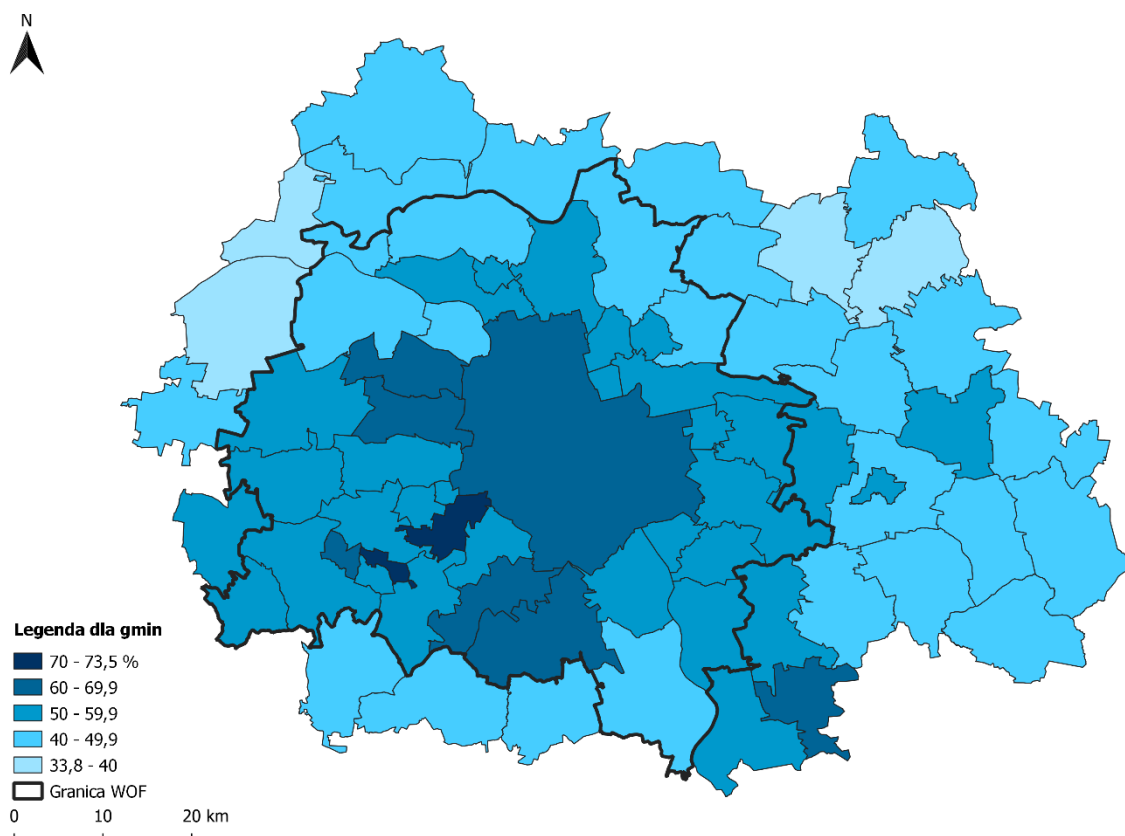 N
Legenda dla gmin
70 - 73,5 %
60 - 69,9
50 - 59,9
40 - 49,9
33,8 - 40
Granica WOF
0 10 20 km